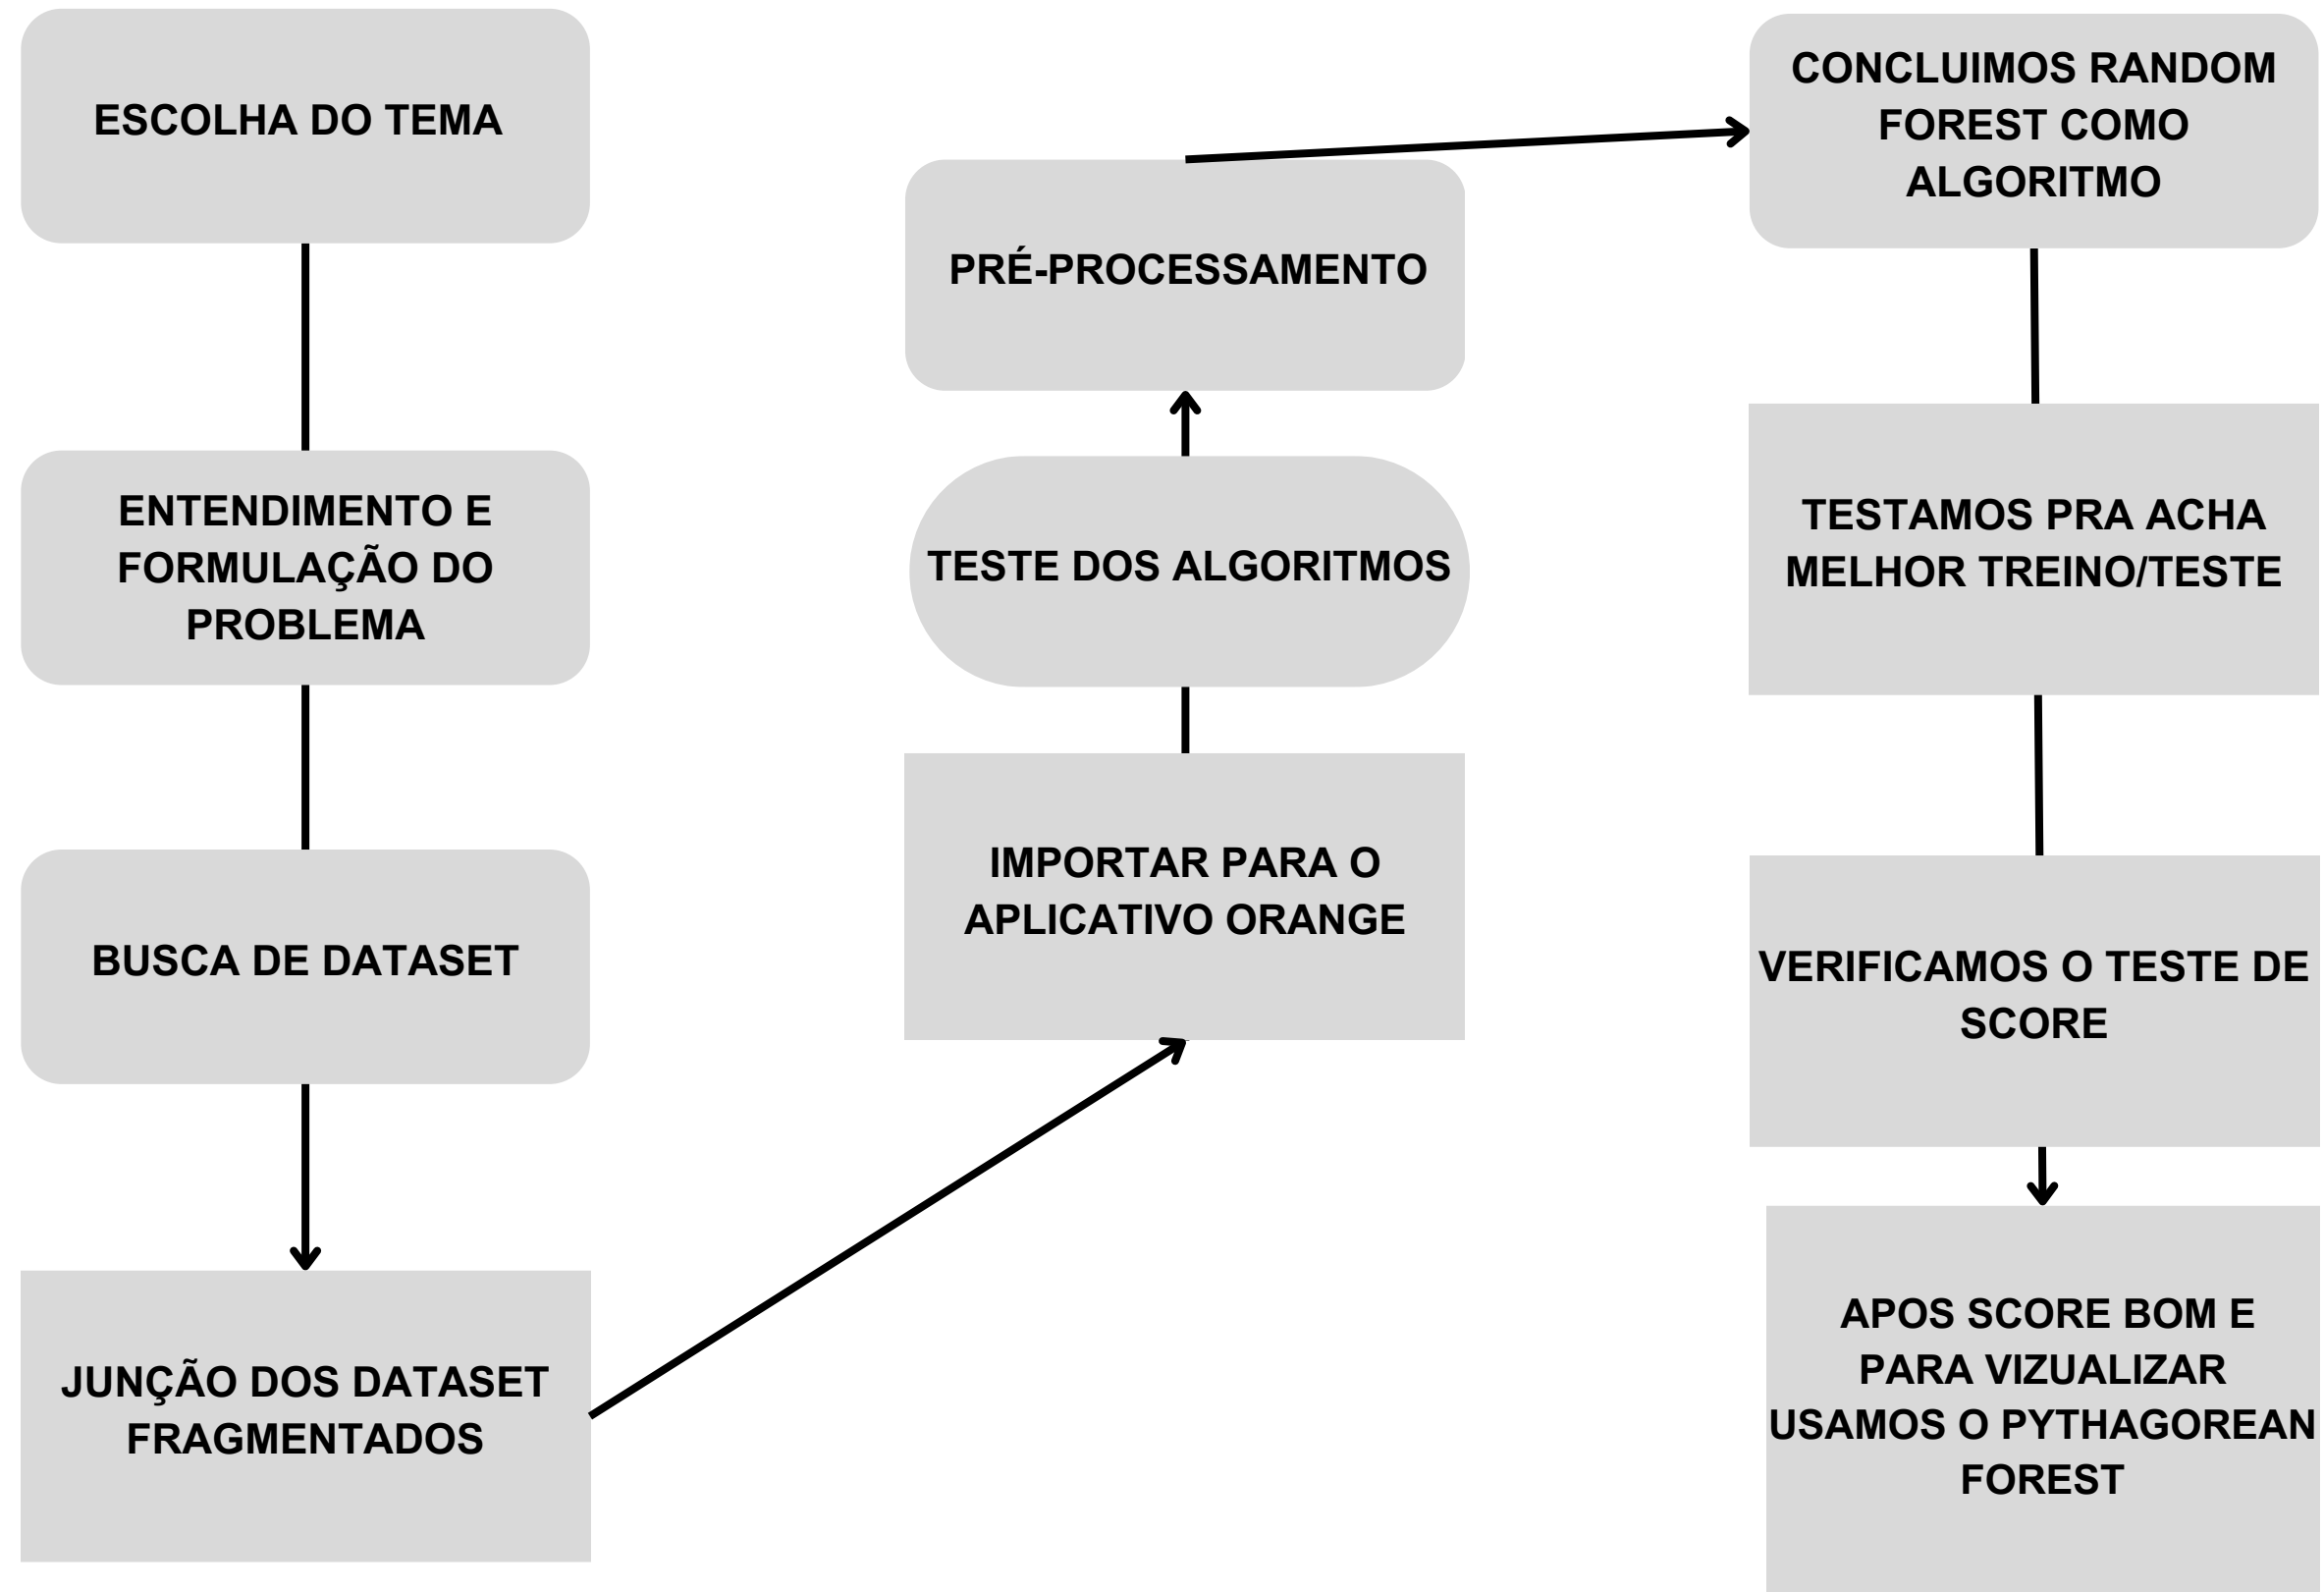 ESCOLHA DO TEMA
ENTENDIMENTO E
FORMULAÇÃO DO
PROBLEMA
BUSCA DE DATASET
JUNÇÃO DOS DATASET
FRAGMENTADOS
IMPORTAR PARA O
APLICATIVO ORANGE
TESTE DOS ALGORITMOS
PRÉ-PROCESSAMENTO
CONCLUIMOS RANDOM
FOREST COMO
ALGORITMO
TESTAMOS PRA ACHA
MELHOR TREINO/TESTE
VERIFICAMOS O TESTE DE
SCORE
APOS SCORE BOM E
PARA VIZUALIZAR
USAMOS O PYTHAGOREAN
FOREST